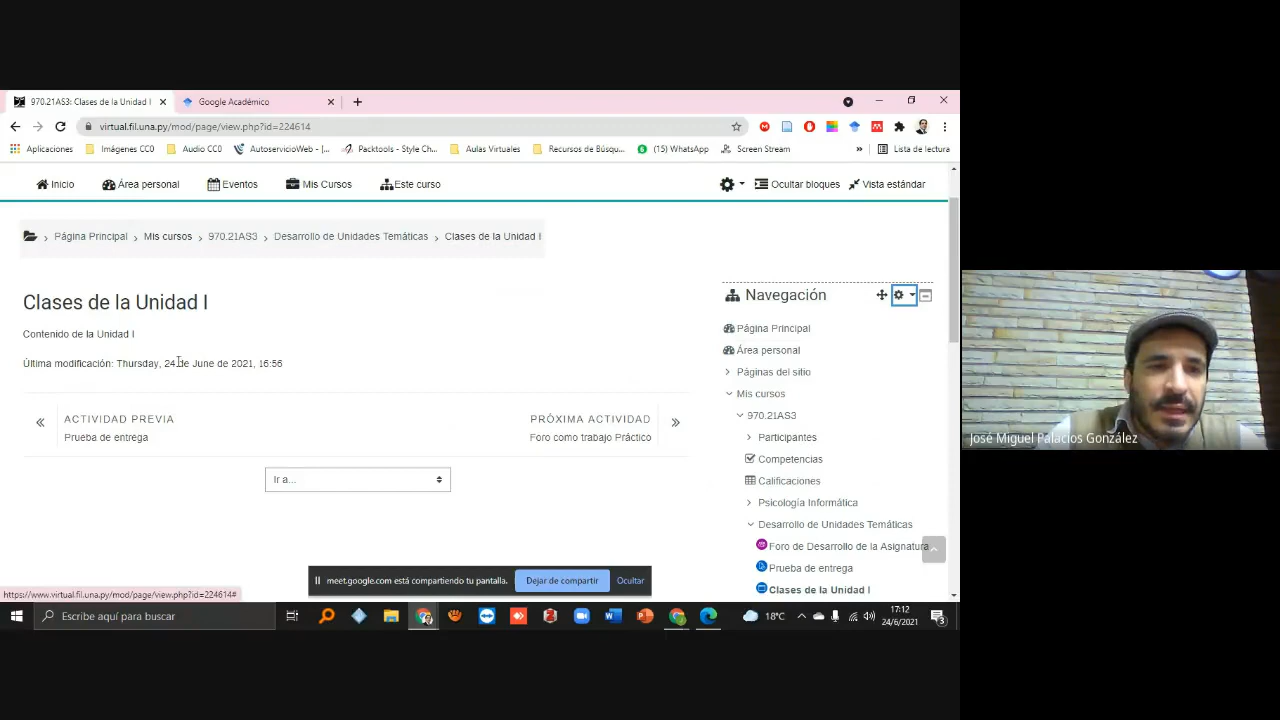 970.21AS3: Clases de la Unidad I
Google Académico
virtual.fil.una.py/mod/page/view.php?id=224614
Aplicaciones
Imágenes CC0
Audio CC0
AutoservicioWeb - (...
Packtools - Style Ch...
Aulas Virtuales
Recursos de Búsqu...
(15) WhatsApp
Screen Stream
»
Lista de lectura
Inicio
Área personal
Eventos
Mis Cursos
Este curso
Ocultar bloques
Vista estándar
Página Principal
Mis cursos
970.21AS3
Desarrollo de Unidades Temáticas
Clases de la Unidad I
Clases de la Unidad I
Contenido de la Unidad I
Última modificación: Thursday, 24 de June de 2021, 16:56
ACTIVIDAD PREVIA
Prueba de entrega
PRÓXIMA ACTIVIDAD
Foro como trabajo Práctico
Ir a...
Navegación
Página Principal
Área personal
Páginas del sitio
Mis cursos
970.21AS3
Participantes
Competencias
Calificaciones
Psicología Informática
Desarrollo de Unidades Temáticas
Foro de Desarrollo de la Asignatura
Prueba de entrega
Clases de la Unidad I
meet.google.com está compartiendo tu pantalla.
Dejar de compartir
Ocultar
https://www.virtual.fil.una.py/mod/page/view.php?id=224614#
Escribe aquí para buscar
18°C
17:12
24/6/2021
3
José Miguel Palacios González